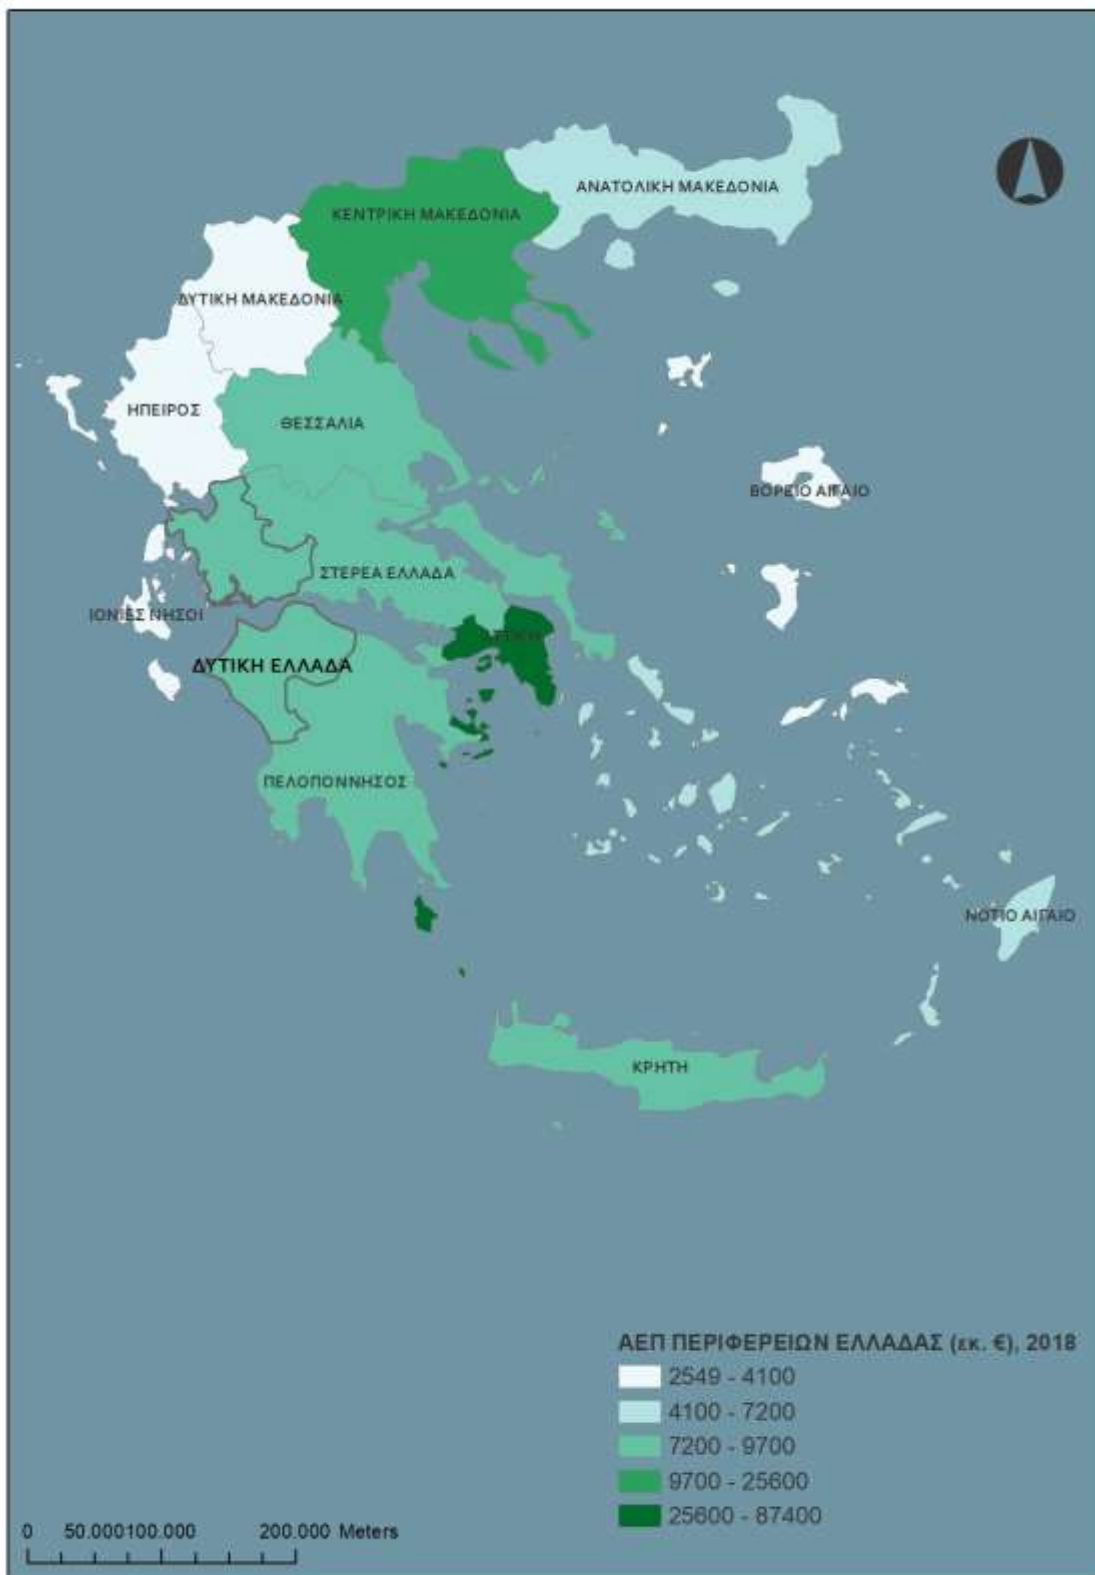 ΑΝΑΤΟΛΙΚΗ ΜΑΚΕΔΟΝΙΑ
ΚΕΝΤΡΙΚΗ ΜΑΚΕΔΟΝΙΑ
ΔΥΤΙΚΗ ΜΑΚΕΔΟΝΙΑ
ΗΠΕΙΡΟΣ
ΘΕΣΣΑΛΙΑ
ΒΟΡΕΙΟ ΑΙΓΑΙΟ
ΣΤΕΡΕΑ ΕΛΛΑΔΑ
ΙΟΝΙΕΣ ΝΗΣΟΙ
ΑΤΤΙΚΗ
ΔΥΤΙΚΗ ΕΛΛΑΔΑ
ΠΕΛΟΠΟΝΝΗΣΟΣ
ΝΟΤΙΟ ΑΙΓΑΙΟ
ΚΡΗΤΗ
ΑΕΠ ΠΕΡΙΦΕΡΕΙΩΝ ΕΛΛΑΔΑΣ (εκ. €), 2018
2549 - 4100
4100 - 7200
7200 - 9700
9700 - 25600
25600 - 87400
0 50.000100.000 200.000 Meters